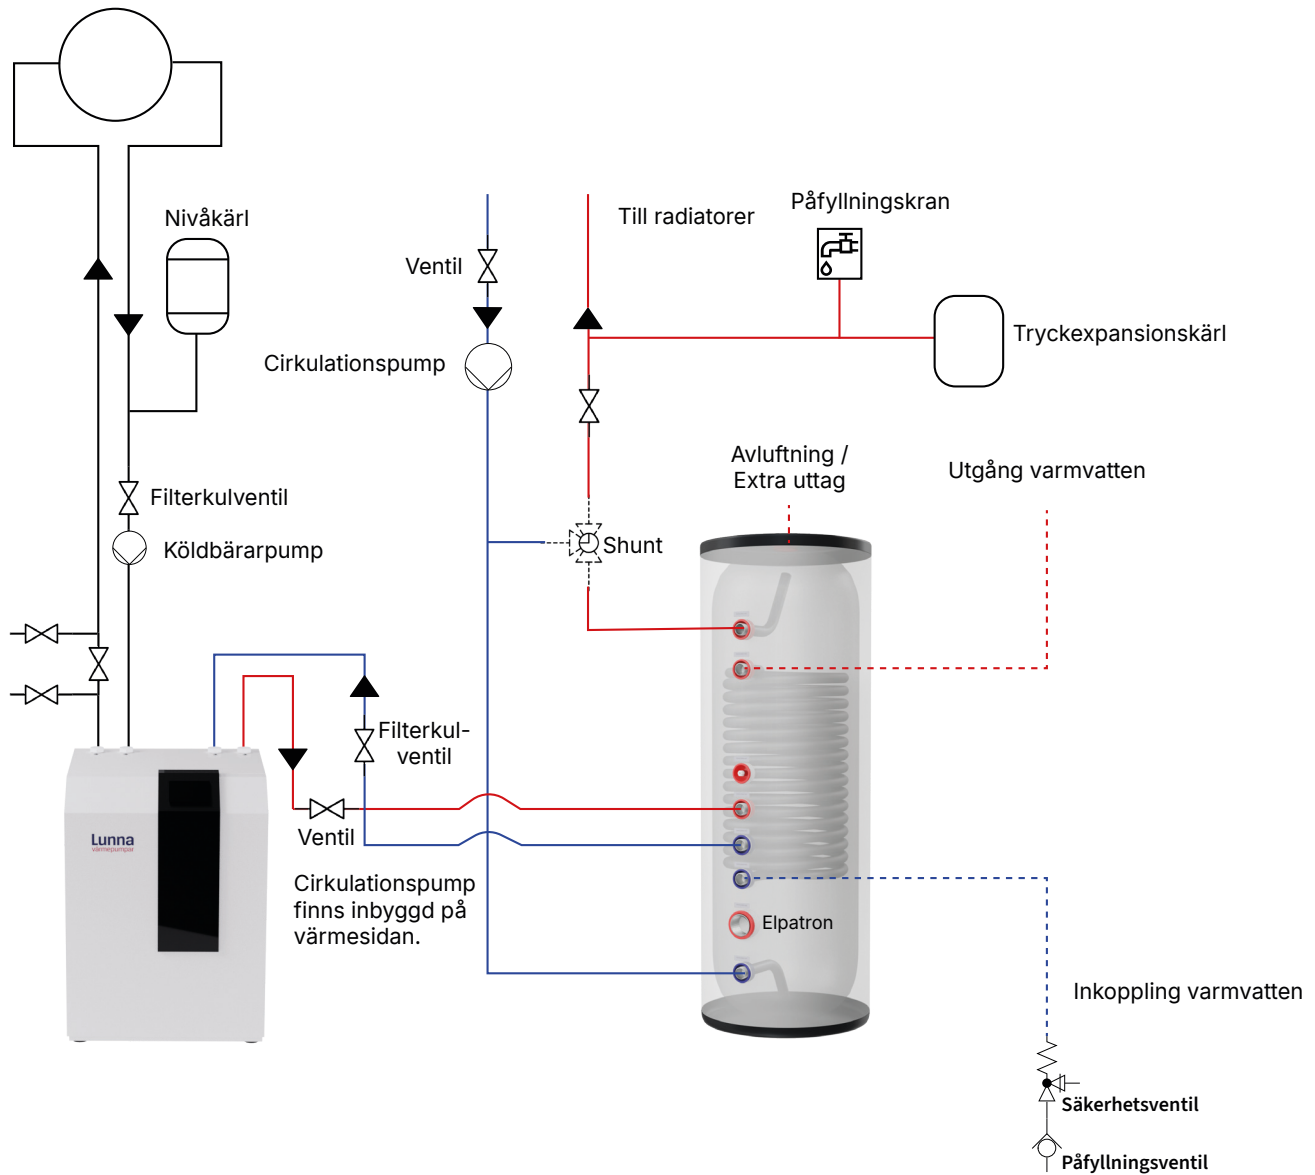 Nivåkärl
Till radiatorer
Påfyllningskran
Ventil
Tryckexpansionskärl
Cirkulationspump
Avluftning /
Extra uttag
Utgång varmvatten
Filterkulventil
Köldbärarpump
Shunt
Filterkul-
ventil
Ventil
Lunna
värmepumpar
Cirkulationspump
finns inbyggd på
värmesidan.
Elpatron
Inkoppling varmvatten
Säkerhetsventil
Påfyllningsventil